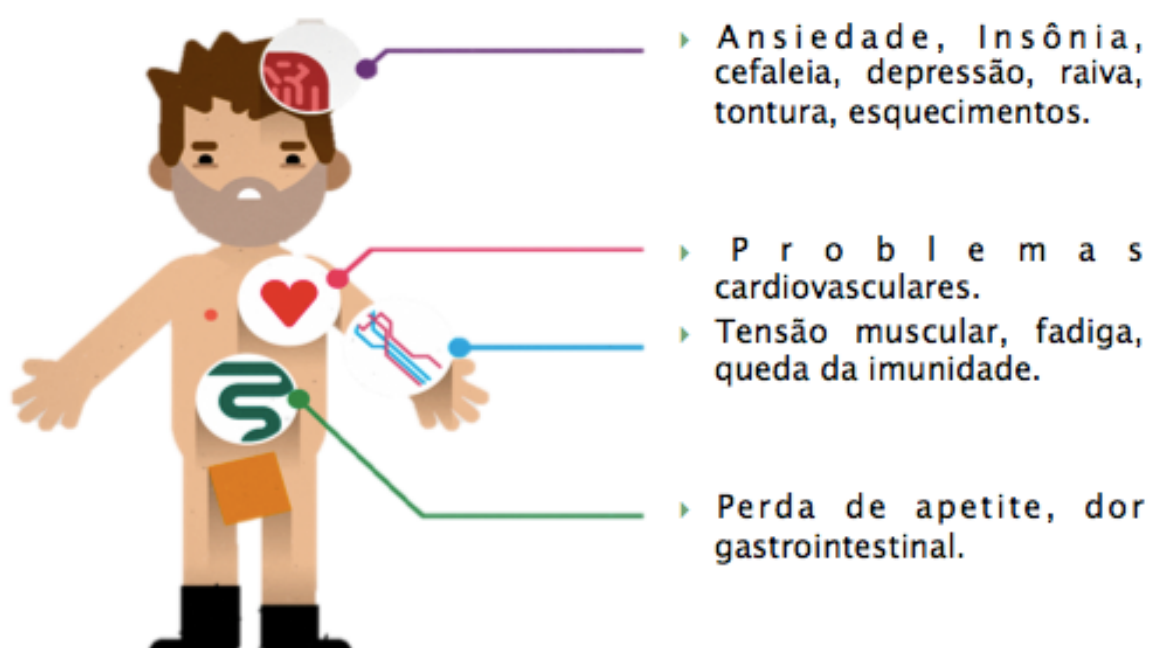 Ansiedade, Insônia,
cefaleia, depressão, raiva,
tontura, esquecimentos.
Problemas
cardiovasculares.
Tensão muscular, fadiga,
queda da imunidade.
Perda de apetite, dor
gastrointestinal.